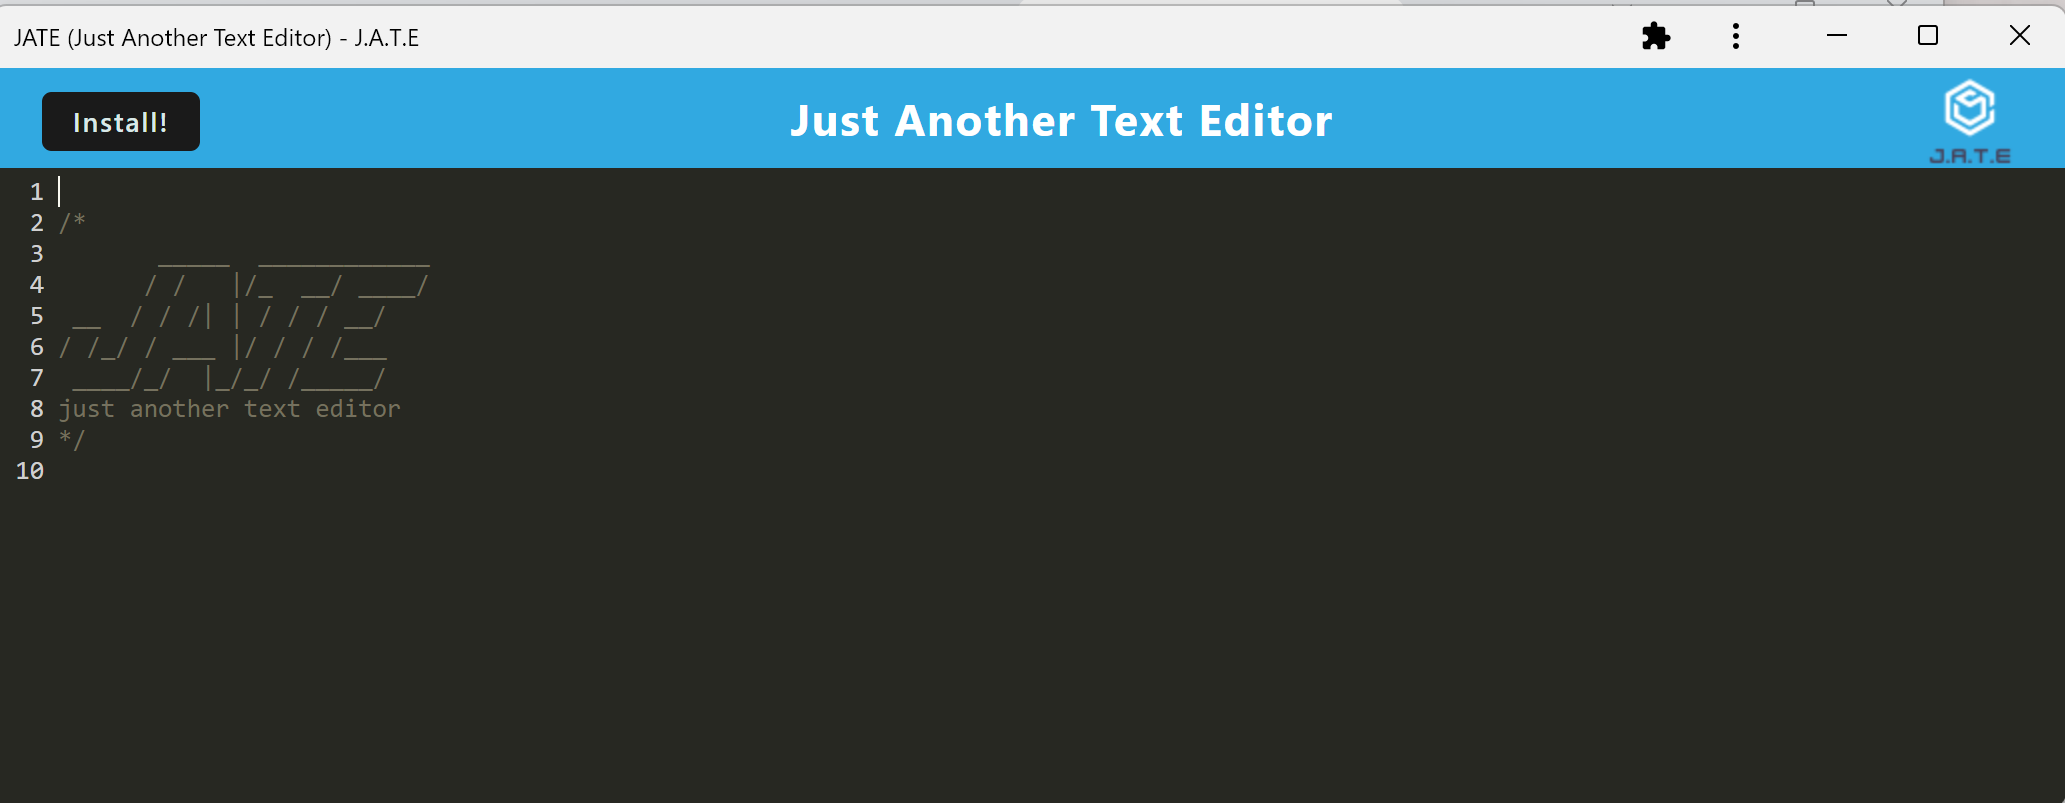 JATE (Just Another Text Editor) - J.A.T.E
Install!
Just Another Text Editor
J.A.T.E
1
2 /*
3        _____  ____________
4       / /   |/_  __/ ____/
5  __  / / /| | / / / __/
6 / /_/ / ___ |/ / / /___
7  ____/_/  |_/_/ /_____/
8 just another text editor
9 */
10